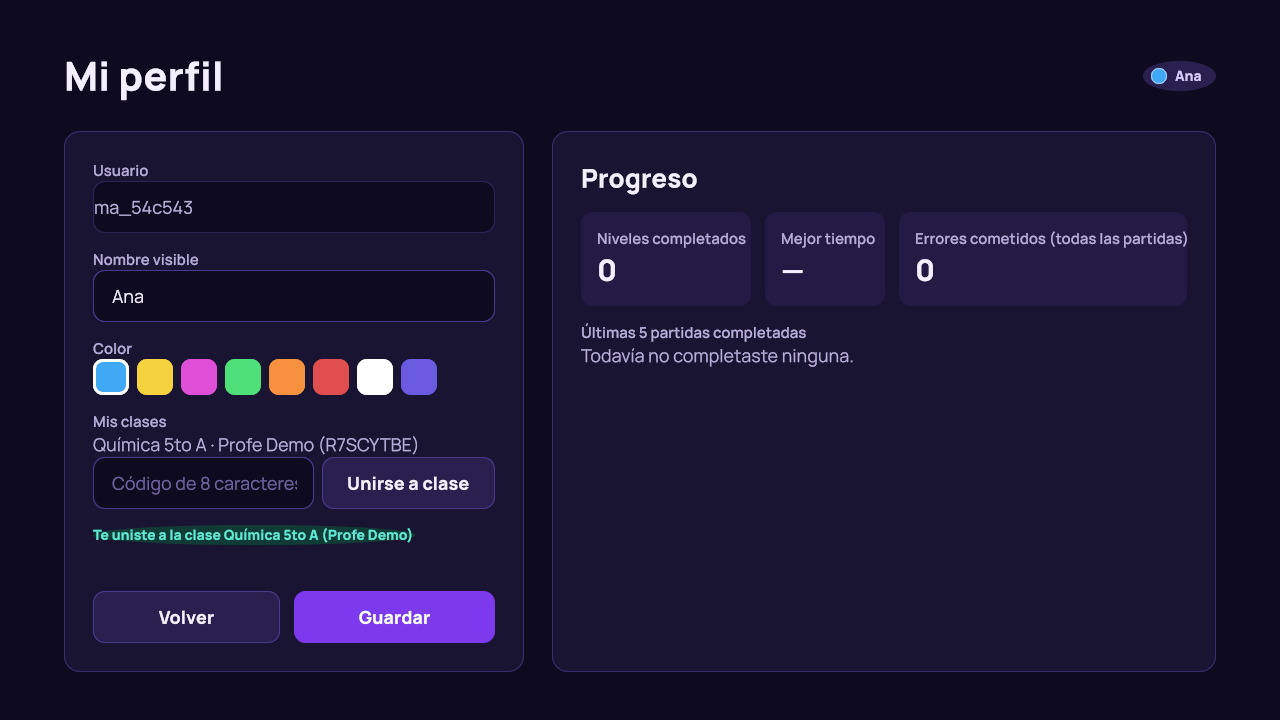 Mi perfil
Ana
Usuario
ma_54c543
Nombre visible
Ana
Color
Mis clases
Química 5to A · Profe Demo (R7SCYTBE)
Código de 8 caracteres
Unirse a clase
Te uniste a la clase Química 5to A (Profe Demo)
Volver
Guardar
Progreso
Niveles completados
0
Mejor tiempo
—
Errores cometidos (todas las partidas)
0
Últimas 5 partidas completadas
Todavía no completaste ninguna.